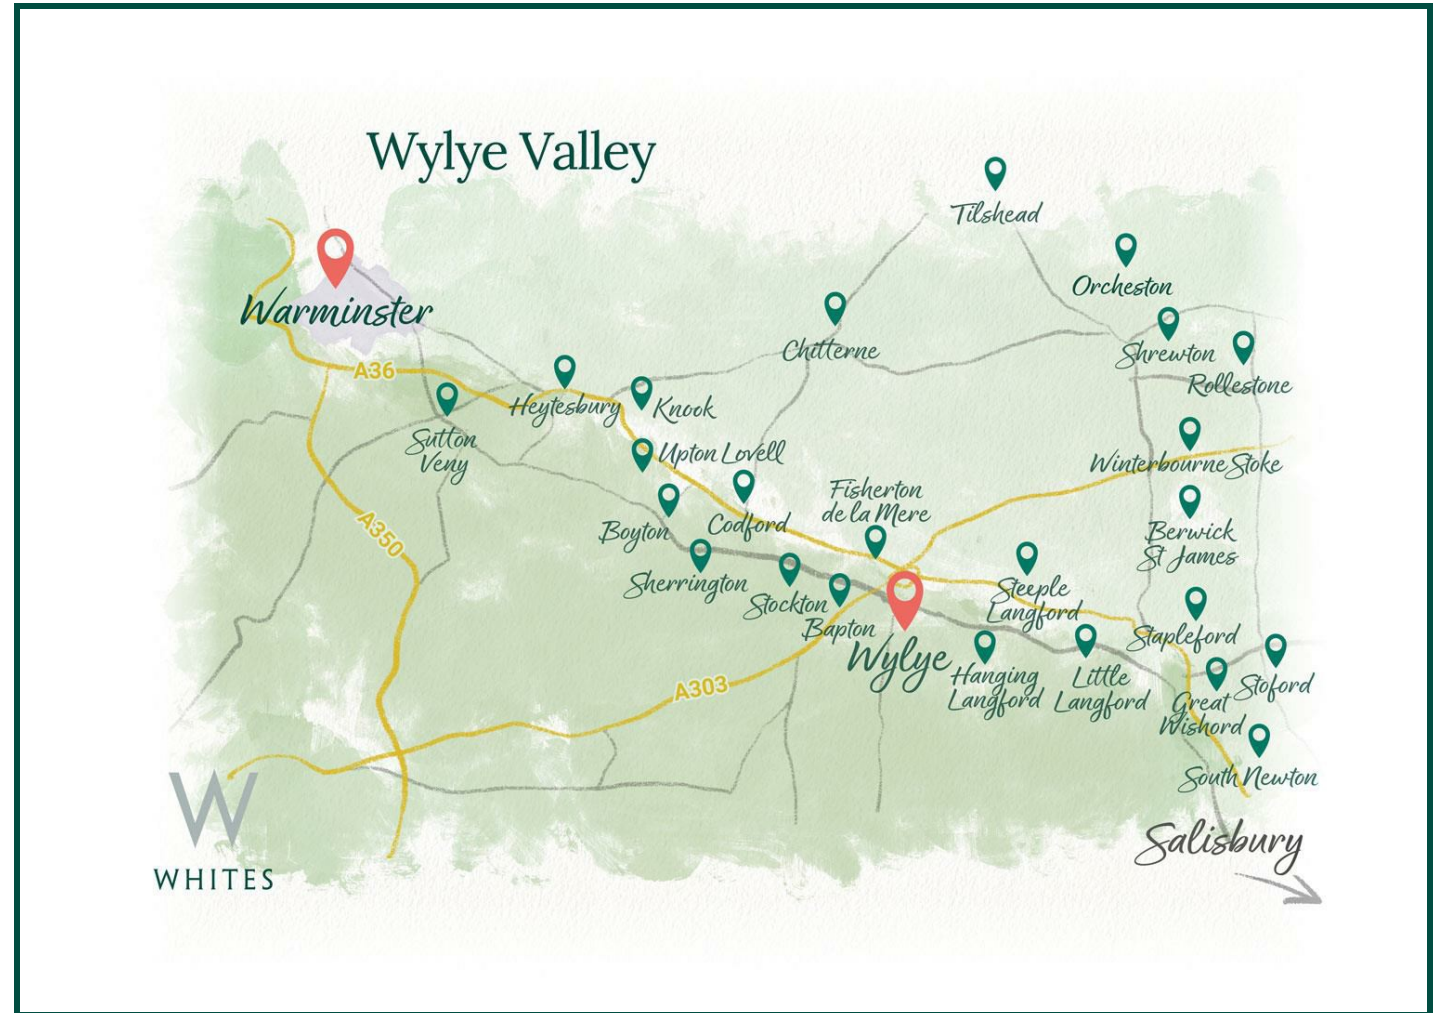 Wylye Valley
Tilshead
Orcheston
Warminster
Chitterne
Shrewton
Rollestone
A36
Heytesbury
Knook
Sutton
Veny
Upton Lovell
Winterbourne Stoke
Fisherton
de la Mere
Boyton
Codford
A350
Berwick
St James
Sherrington
Stockton
Bapton
Steeple
Langford
Stapleford
Wylye
Hanging
Langford
Little
Langford
A303
Great
Wishord
Stoford
South Newton
W
WHITES
Salisbury